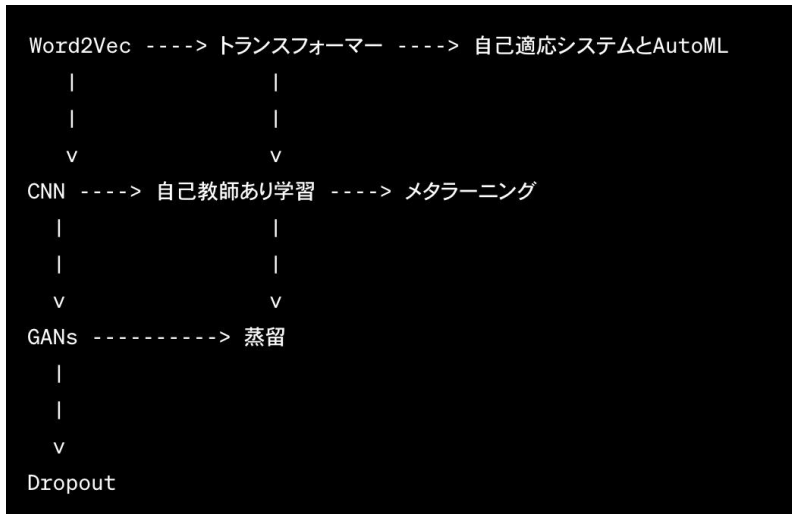 Word2Vec ----> トランスフォーマー ----> 自己適応システムとAutoML
| |
| |
v v
CNN ----> 自己教師あり学習 ----> メタラーニング
| |
| |
v v
GANs ----------> 蒸留
|
|
v
Dropout